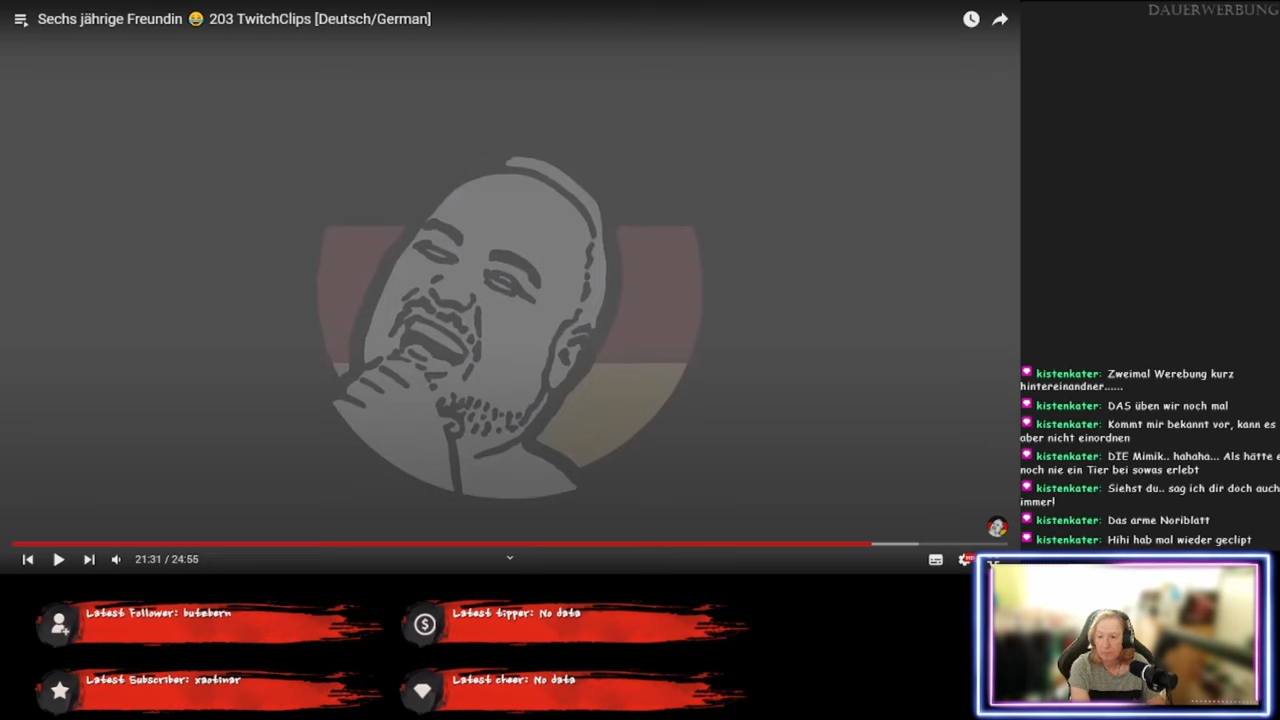 Sechs jährige Freundin 😂 203 TwitchClips [Deutsch/German]
DAUERWERBUNG
kistenkater: Zweimal Werebung kurz
hintereinandner......
kistenkater: DAS üben wir noch mal
kistenkater: Kommt mir bekannt vor, kann es
aber nicht einordnen
kistenkater: DIE Mimik.. hahaha... Als hätte e
noch nie ein Tier bei sowas erlebt
kistenkater: Siehst du.. sag ich dir doch auch
immer!
kistenkater: Das arme Noriblatt
kistenkater: Hihi hab mal wieder geclipt
21:31 / 24:55
Latest Follower: butzbern
Latest tipper: No data
Latest Subscriber: xaotinar
Latest cheer: No data